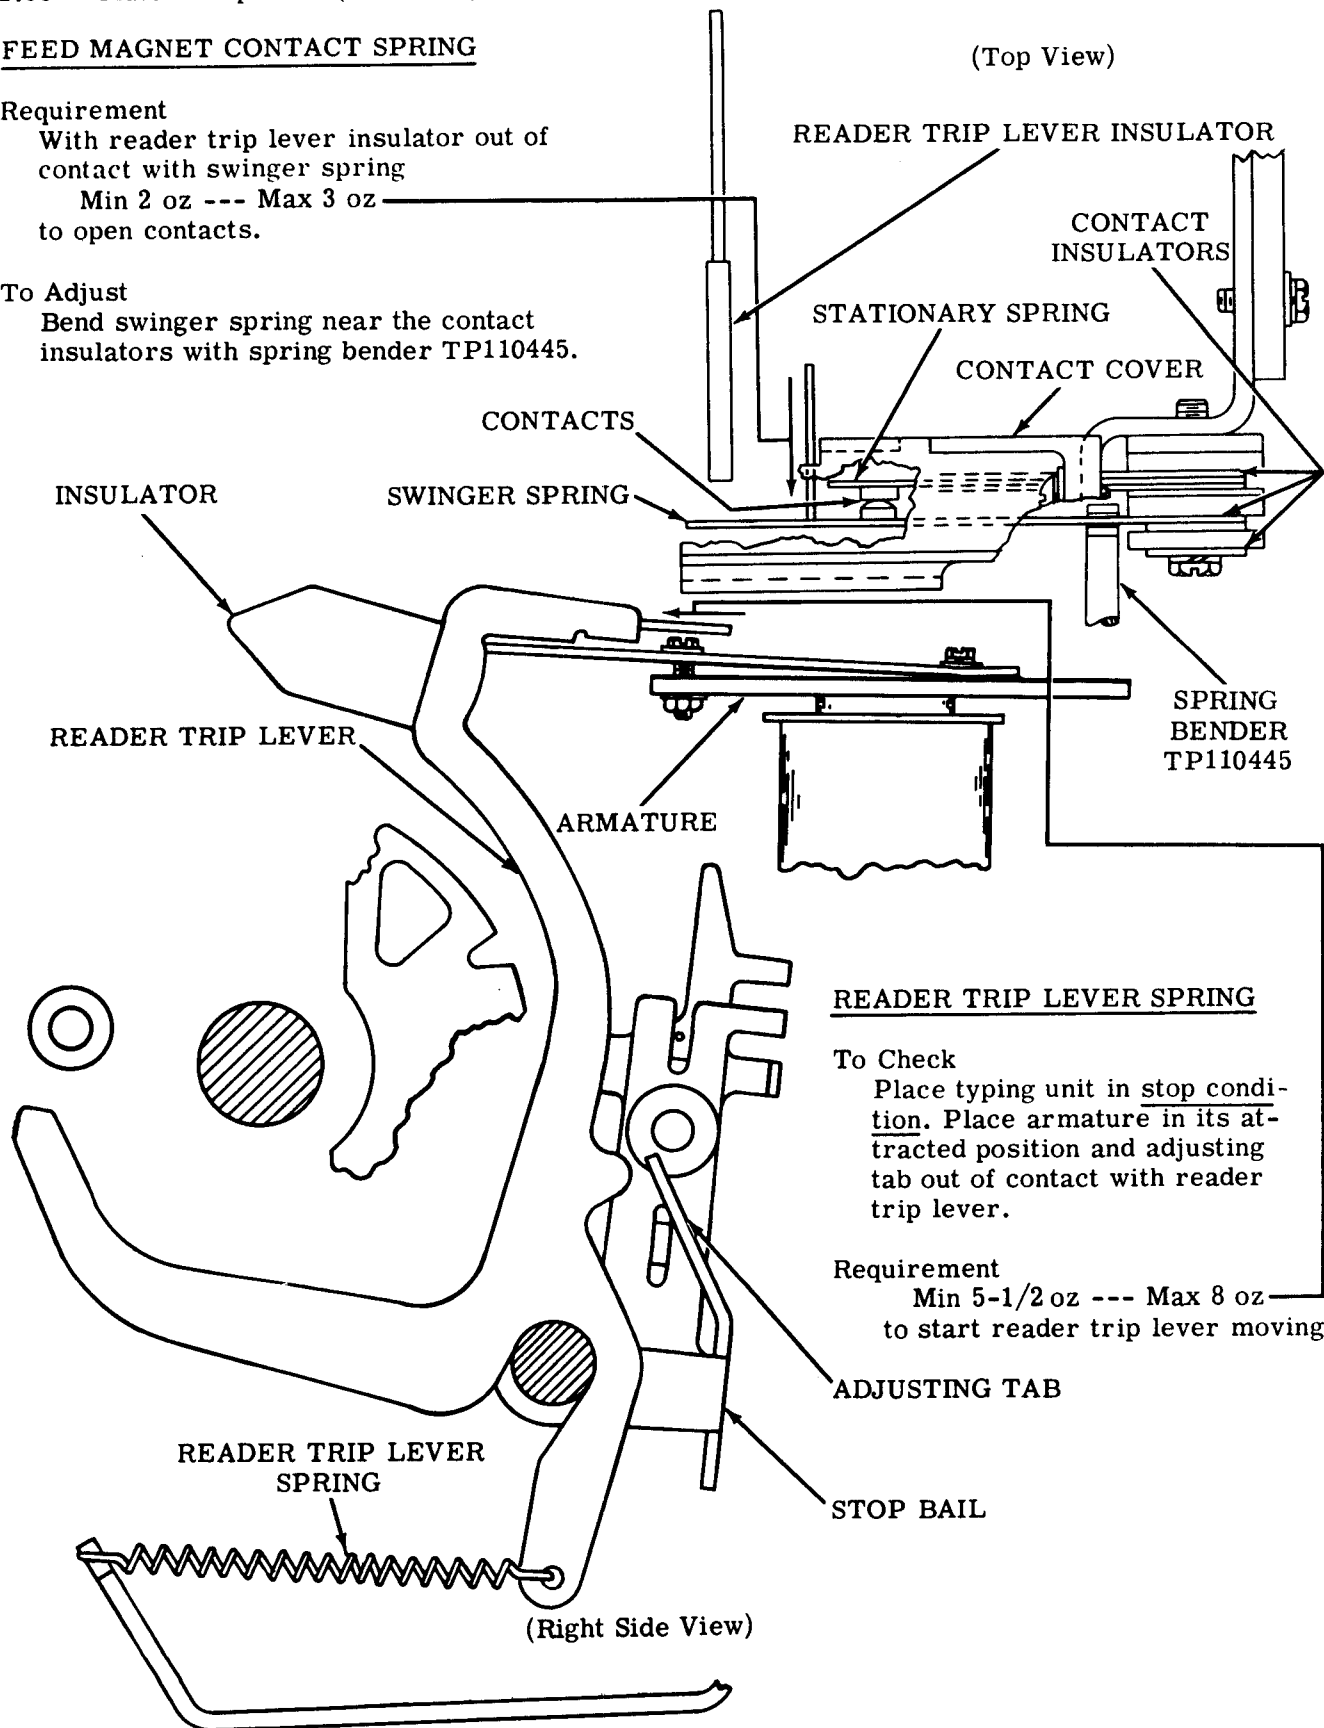 FEED MAGNET CONTACT SPRING
Requirement
With reader trip lever insulator out of
contact with swinger spring
Min 2 oz --- Max 3 oz
to open contacts.
To Adjust
Bend swinger spring near the contact
insulators with spring bender TP110445.
(Top View)
READER TRIP LEVER INSULATOR
CONTACT
INSULATORS
STATIONARY SPRING
CONTACT COVER
CONTACTS
INSULATOR
SWINGER SPRING
SPRING
BENDER
TP110445
READER TRIP LEVER
ARMATURE
READER TRIP LEVER SPRING
To Check
Place typing unit in stop condi-
tion. Place armature in its at-
tracted position and adjusting
tab out of contact with reader
trip lever.
Requirement
Min 5-1/2 oz --- Max 8 oz
to start reader trip lever moving
ADJUSTING TAB
READER TRIP LEVER
SPRING
STOP BAIL
(Right Side View)